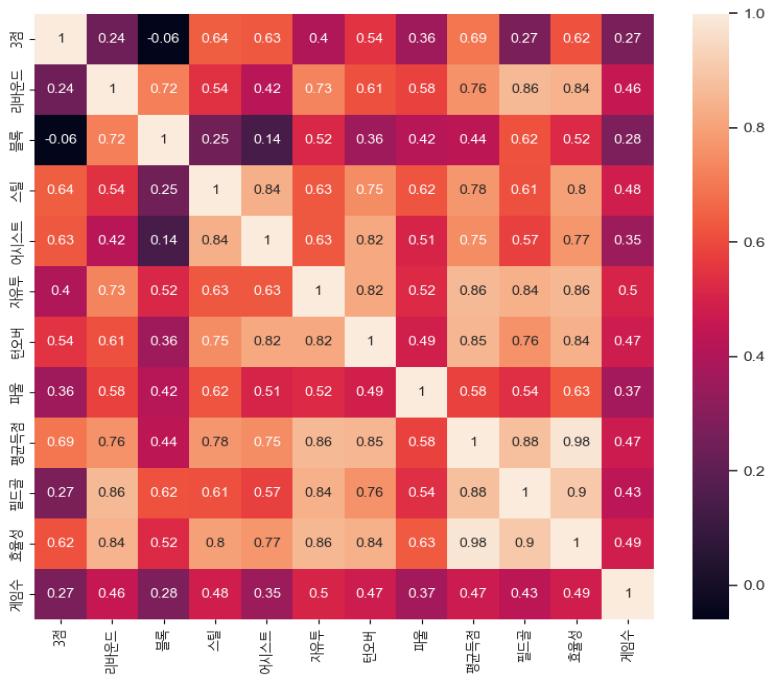 3점 1 0.24 -0.06 0.64 0.63 0.4 0.54 0.36 0.69 0.27 0.62 0.27
리바운드 0.24 1 0.72 0.54 0.42 0.73 0.61 0.58 0.76 0.86 0.84 0.46
블록 -0.06 0.72 1 0.25 0.14 0.52 0.36 0.42 0.44 0.62 0.52 0.28
스틸 0.64 0.54 0.25 1 0.84 0.63 0.75 0.62 0.78 0.61 0.8 0.48
어시스트 0.63 0.42 0.14 0.84 1 0.63 0.82 0.51 0.75 0.57 0.77 0.35
자유투 0.4 0.73 0.52 0.63 0.63 1 0.82 0.52 0.86 0.84 0.86 0.5
턴오버 0.54 0.61 0.36 0.75 0.82 0.82 1 0.49 0.85 0.76 0.84 0.47
파울 0.36 0.58 0.42 0.62 0.51 0.52 0.49 1 0.58 0.54 0.63 0.37
평균득점 0.69 0.76 0.44 0.78 0.75 0.86 0.85 0.58 1 0.88 0.98 0.47
필드골 0.27 0.86 0.62 0.61 0.57 0.84 0.76 0.54 0.88 1 0.9 0.43
효율성 0.62 0.84 0.52 0.8 0.77 0.86 0.84 0.63 0.98 0.9 1 0.49
게임수 0.27 0.46 0.28 0.48 0.35 0.5 0.47 0.37 0.47 0.43 0.49 1
3점 리바운드 블록 스틸 어시스트 자유투 턴오버 파울 평균득점 필드골 효율성 게임수
1.0
0.8
0.6
0.4
0.2
0.0